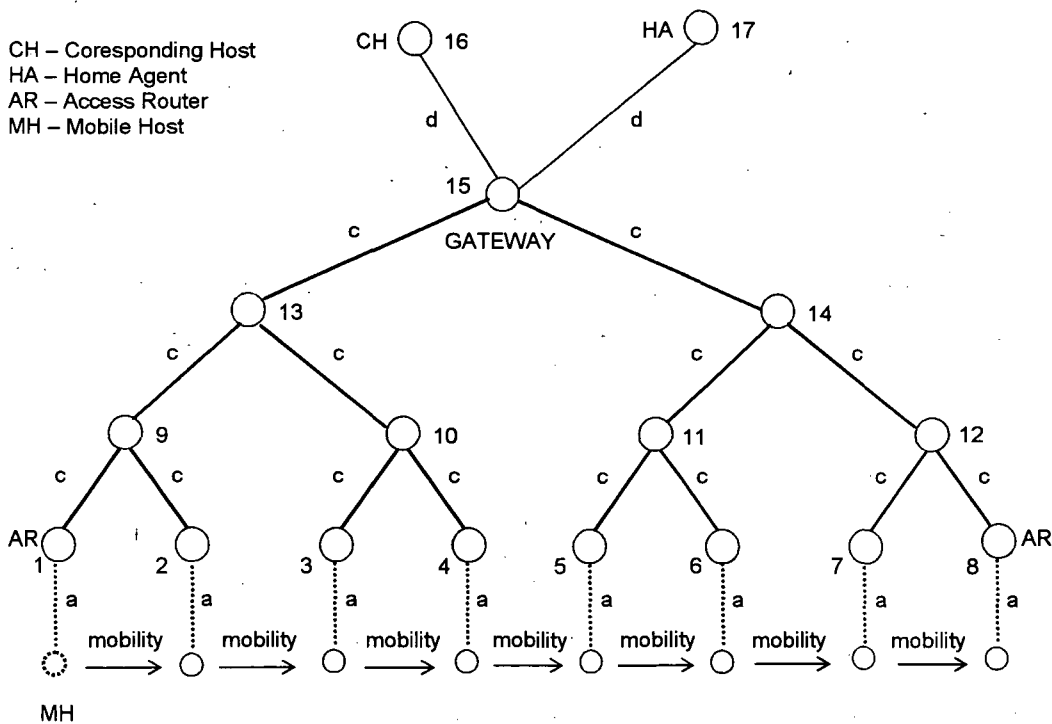 CH – Coresponding Host
HA – Home Agent
AR – Access Router
MH – Mobile Host
CH 16
HA 17
d d
15
GATEWAY
c c
13 14
c c c c
9 10 11 12
c c c c c c c c
AR AR
1 2 3 4 5 6 7 8
a a a a a a a a
mobility mobility mobility mobility mobility mobility mobility
MH